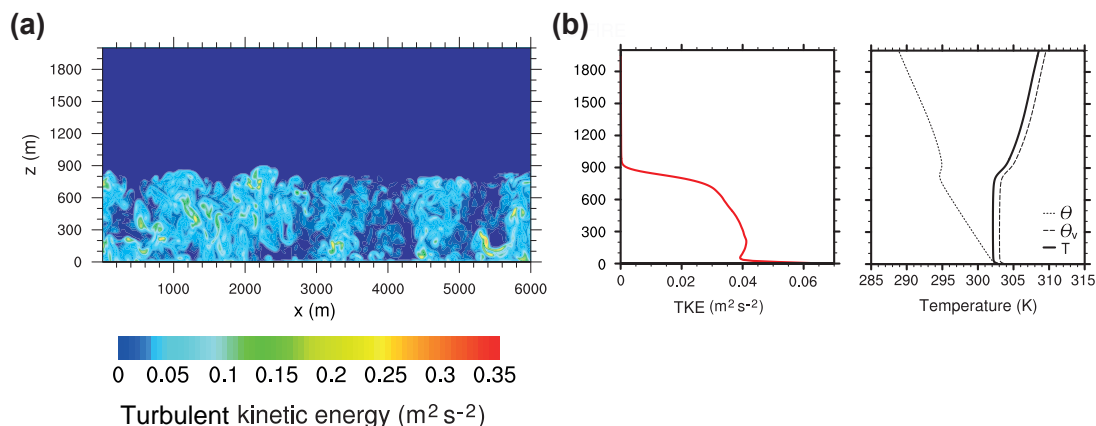 (a)
1800
1500
1200
900
600
300
0
z (m)
1000 2000 3000 4000 5000 6000
x (m)
0 0.05 0.1 0.15 0.2 0.25 0.3 0.35
Turbulent kinetic energy (m² s⁻²)
(b)
1800
1500
1200
900
600
300
0
0 0.02 0.04 0.06
TKE (m² s⁻²)
θ
θᵥ
T
285 290 295 300 305 310 315
Temperature (K)